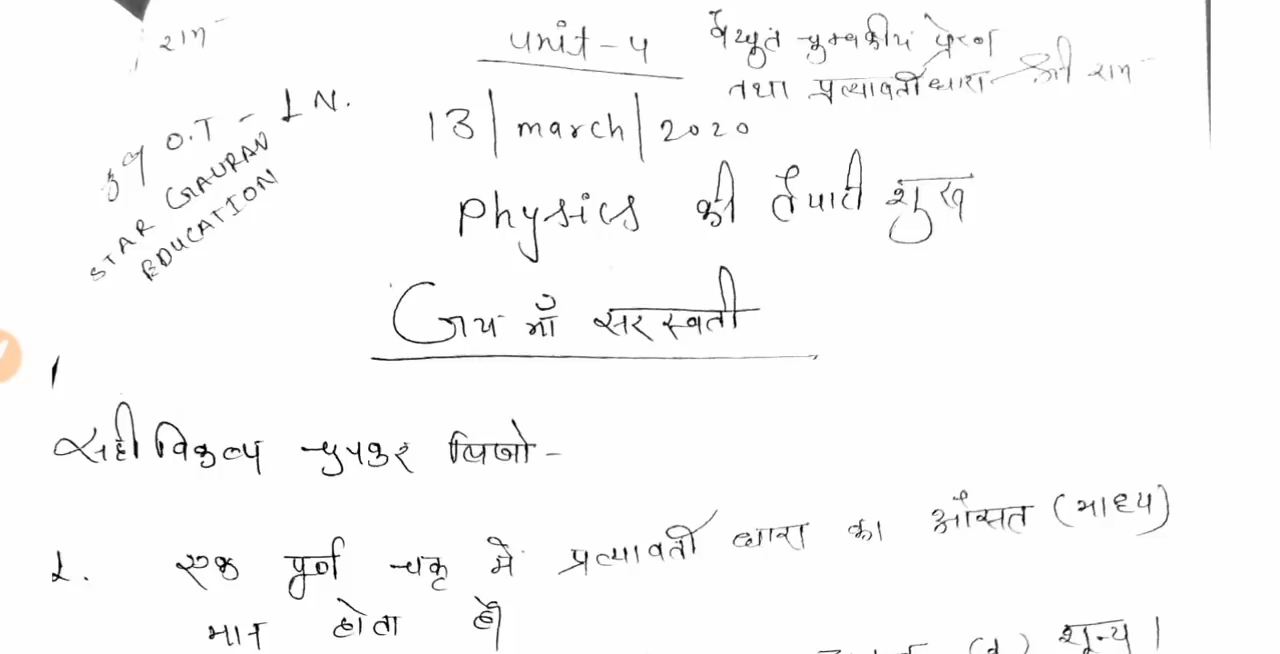 राम
unit - 4 वैद्युत चुम्बकीय प्रेरण
तथा प्रत्यावर्ती धारा श्री राम
13 | march | 2020
O.T - I N.
STAR GAURAV
EDUCATION
Physics की तैयारी शुरू
जय माँ सरस्वती
सही विकल्प चुनकर लिखो -
1. एक पूर्ण चक्र में प्रत्यावर्ती धारा का औसत (माध्य)
मान होता है
शून्य।